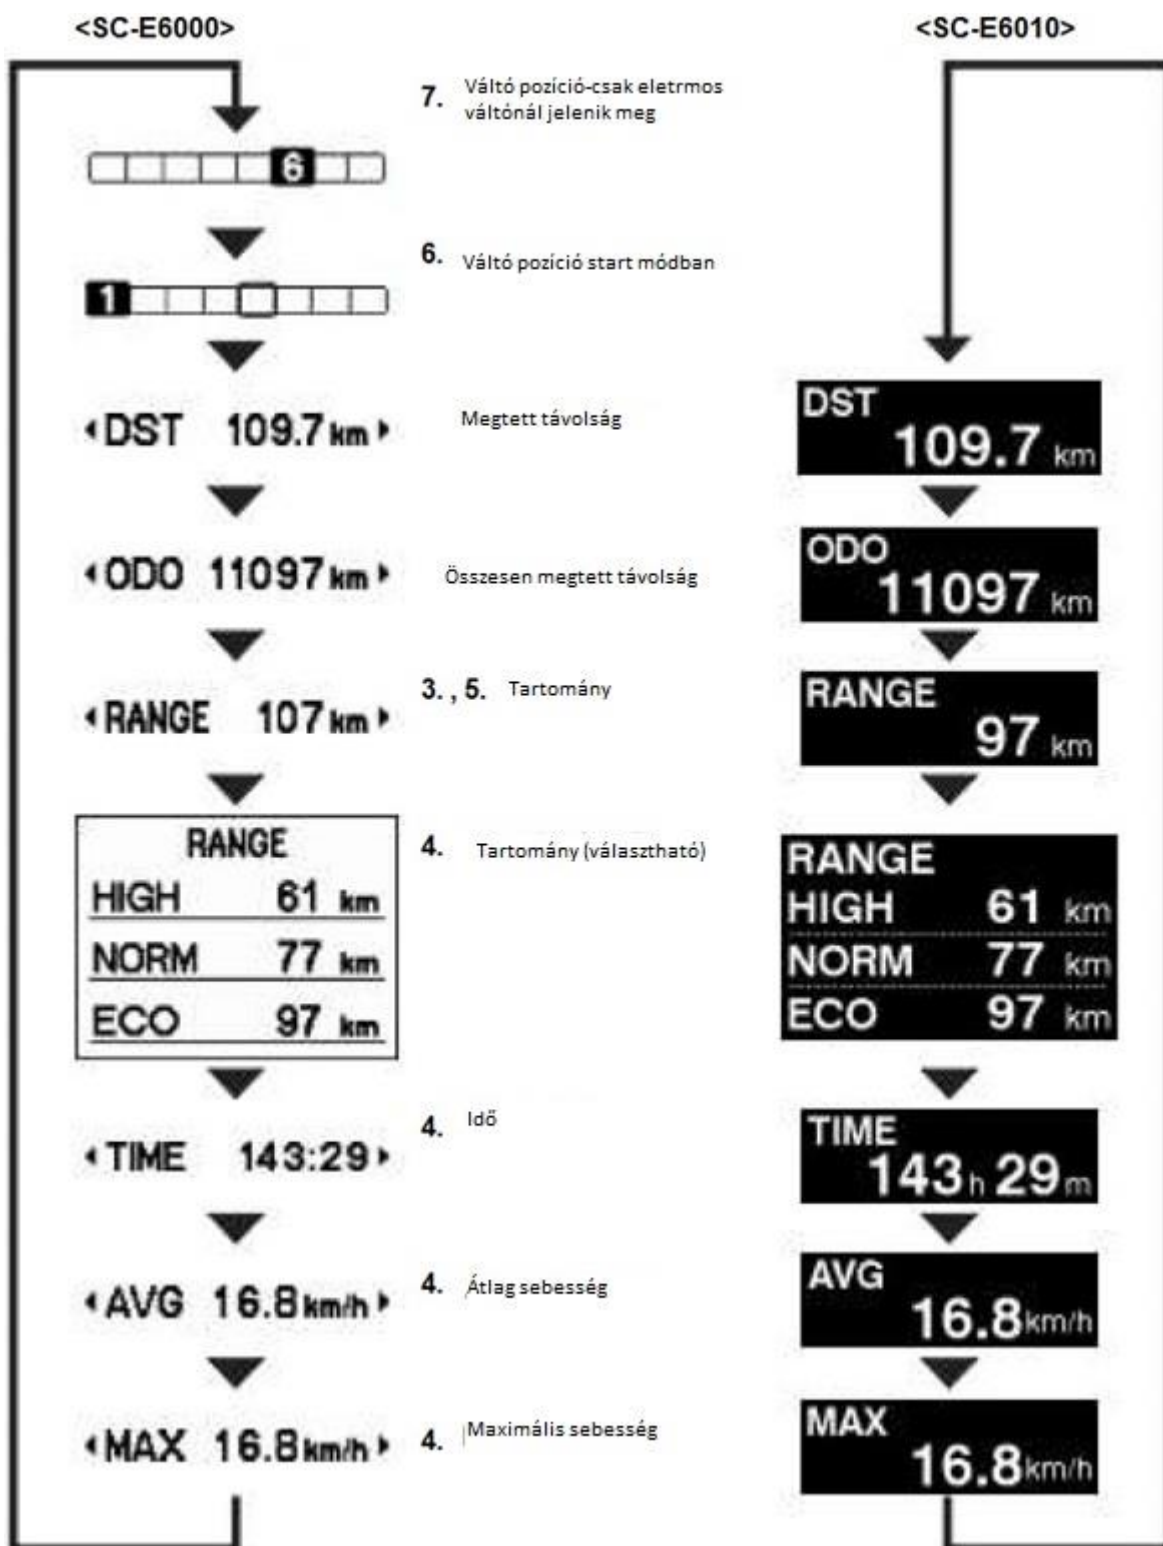 <SC-E6000>
<SC-E6010>
7. Váltó pozíció-csak eletrmos
váltónál jelenik meg
6
6. Váltó pozíció start módban
1
DST 109.7 km
Megtett távolság
DST
109.7 km
ODO 11097 km
Összesen megtett távolság
ODO
11097 km
RANGE 107 km
3. , 5. Tartomány
RANGE
97 km
RANGE
HIGH 61 km
NORM 77 km
ECO 97 km
4. Tartomány (választható)
RANGE
HIGH 61 km
NORM 77 km
ECO 97 km
TIME 143:29
4. Idő
TIME
143 h 29 m
AVG 16.8 km/h
4. Átlag sebesség
AVG
16.8 km/h
MAX 16.8 km/h
4. Maximális sebesség
MAX
16.8 km/h